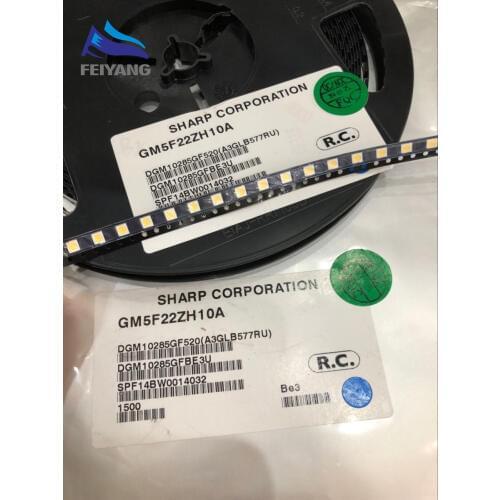 FEIYANG
SHARP CORPORATION
GM5F22ZH10A
DGM10285GF520(A3GLB577RU)
DGM10285GFBE3U
SPF14BW0014032
R.C.
SHARP CORPORATION
GM5F22ZH10A
DGM10285GF520(A3GLB577RU)
DGM10285GFBE3U
SPF14BW0014032
1500
R.C.
Be3